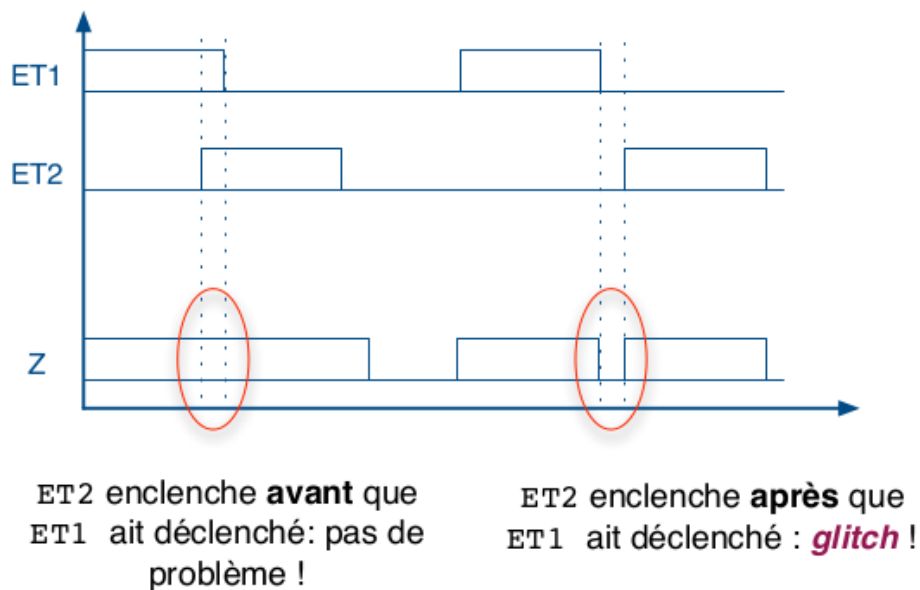 ET1
ET2
Z
ET2 enclenche avant que
ET1 ait déclenché: pas de
problème !
ET2 enclenche après que
ET1 ait déclenché : glitch !